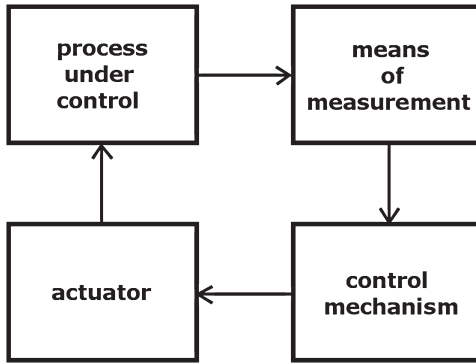 process
under
control
means
of
measurement
actuator
control
mechanism